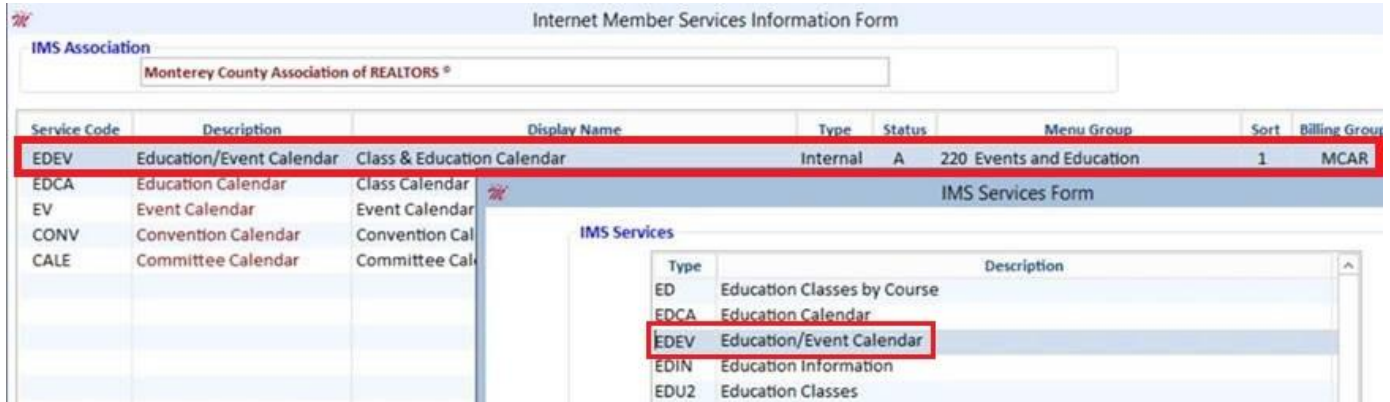 Internet Member Services Information Form
IMS Association
Monterey County Association of REALTORS ®
Service Code Description Display Name Type Status Menu Group Sort Billing Group
EDEV Education/Event Calendar Class & Education Calendar Internal A 220 Events and Education 1 MCAR
EDCA Education Calendar Class Calendar
EV Event Calendar Event Calendar
CONV Convention Calendar Convention Cal
CALE Committee Calendar Committee Cal
IMS Services Form
IMS Services
Type Description
ED Education Classes by Course
EDCA Education Calendar
EDEV Education/Event Calendar
EDIN Education Information
EDU2 Education Classes